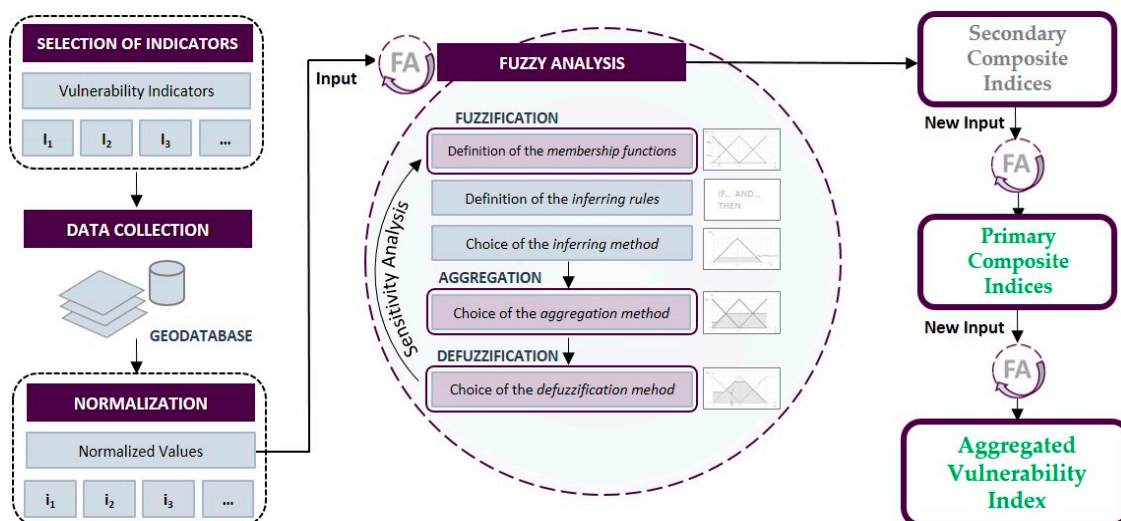 SELECTION OF INDICATORS
Vulnerability Indicators
I1
I2
I3
...
DATA COLLECTION
GEODATABASE
NORMALIZATION
Normalized Values
i1
i2
i3
...
Input
FA
FUZZY ANALYSIS
Sensitivity Analysis
FUZZIFICATION
Definition of the membership functions
Definition of the inferring rules
IF... AND...
THEN
Choice of the inferring method
AGGREGATION
Choice of the aggregation method
DEFUZZIFICATION
Choice of the defuzzification mehod
Secondary
Composite
Indices
New Input
FA
Primary
Composite
Indices
New Input
FA
Aggregated
Vulnerability
Index